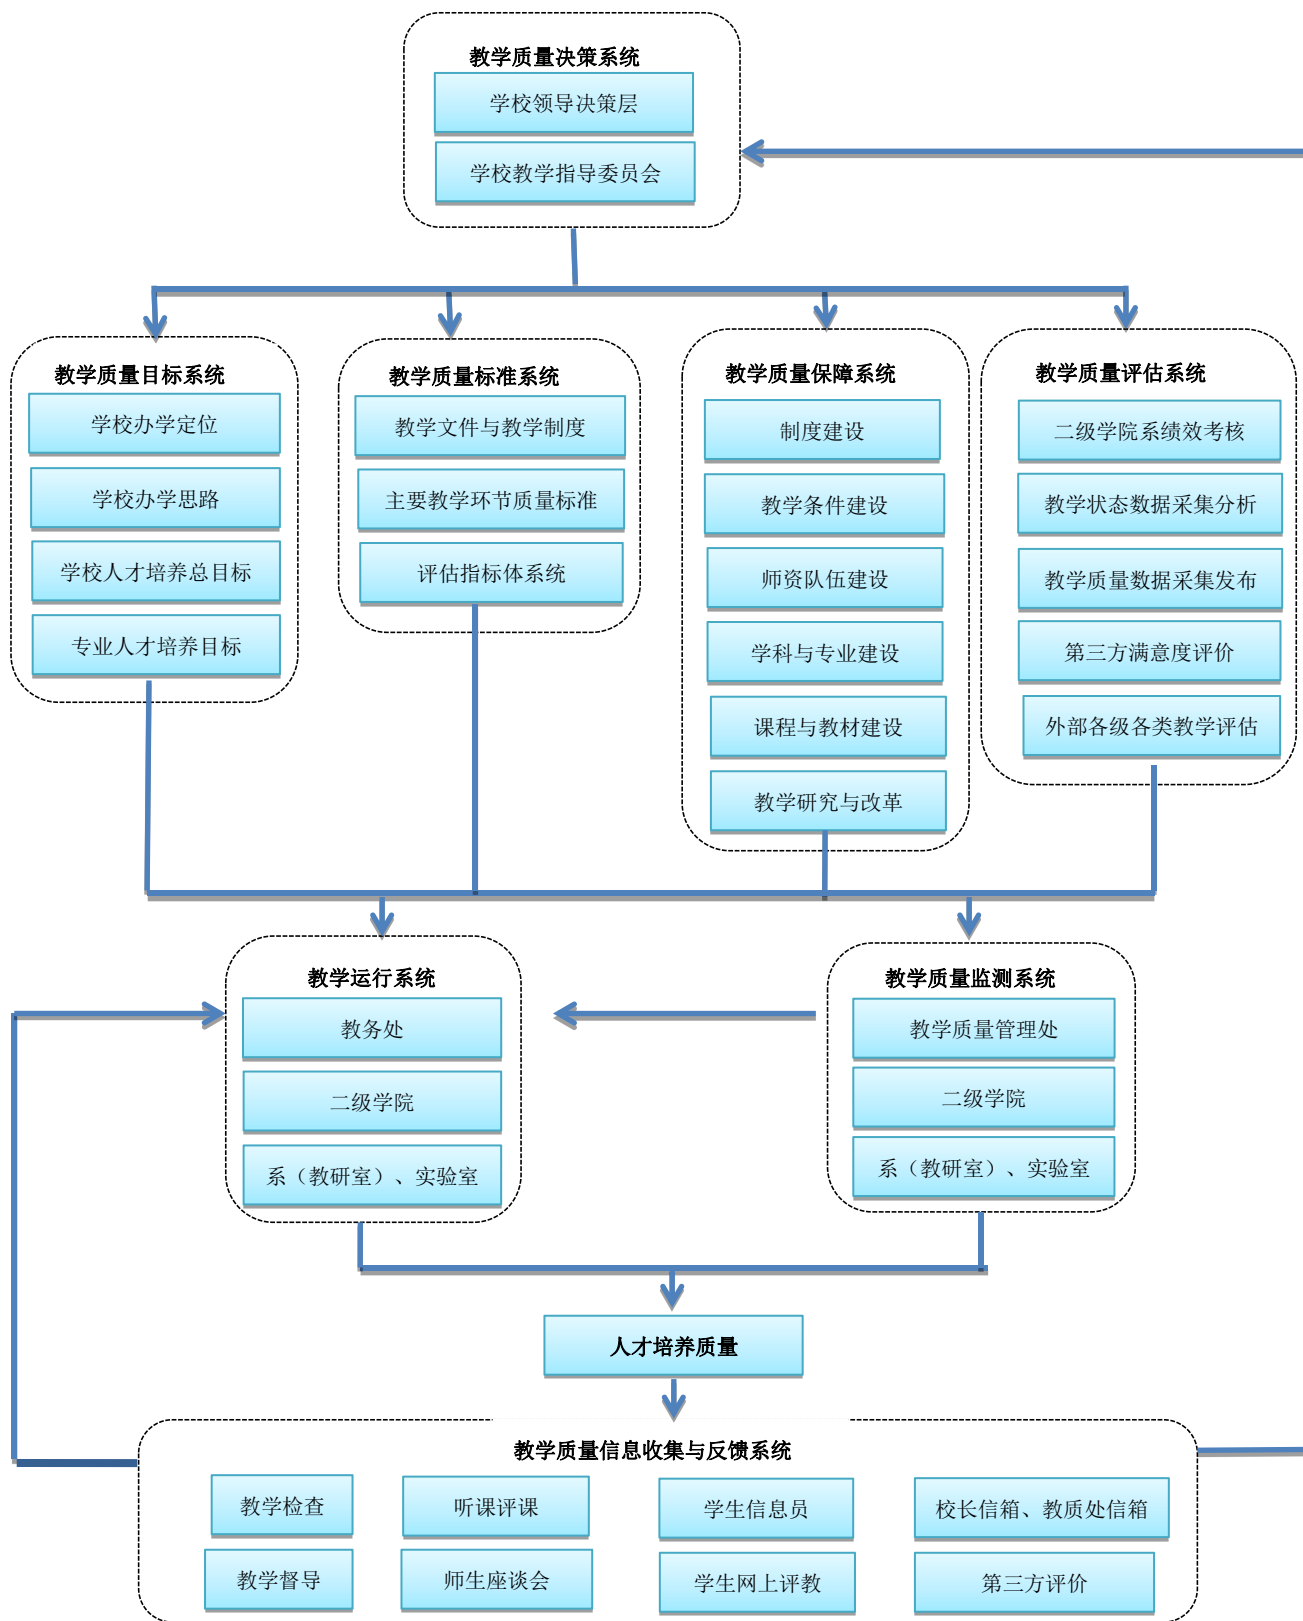 教学质量决策系统
学校领导决策层
学校教学指导委员会
教学质量目标系统
学校办学定位
学校办学思路
学校人才培养总目标
专业人才培养目标
教学质量标准系统
教学文件与教学制度
主要教学环节质量标准
评估指标体系统
教学质量保障系统
制度建设
教学条件建设
师资队伍建设
学科与专业建设
课程与教材建设
教学研究与改革
教学质量评估系统
二级学院系绩效考核
教学状态数据采集分析
教学质量数据采集发布
第三方满意度评价
外部各级各类教学评估
教学运行系统
教务处
二级学院
系（教研室）、实验室
教学质量监测系统
教学质量管理处
二级学院
系（教研室）、实验室
人才培养质量
教学质量信息收集与反馈系统
教学检查
听课评课
学生信息员
校长信箱、教质处信箱
教学督导
师生座谈会
学生网上评教
第三方评价